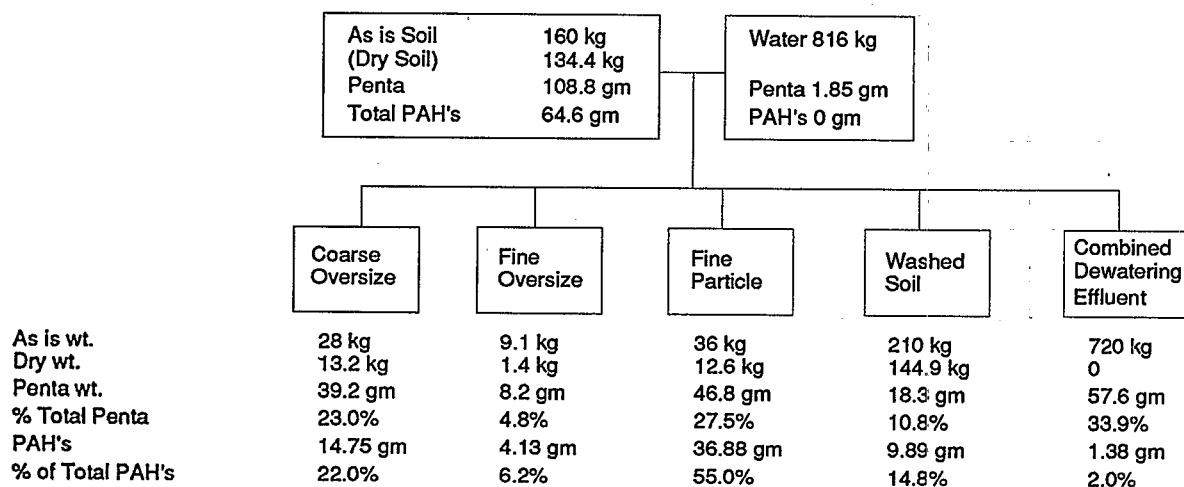 As is Soil 160 kg
(Dry Soil) 134.4 kg
Penta 108.8 gm
Total PAH's 64.6 gm
Water 816 kg
Penta 1.85 gm
PAH's 0 gm
Coarse
Oversize
Fine
Oversize
Fine
Particle
Washed
Soil
Combined
Dewatering
Effluent
As is wt. 28 kg 9.1 kg 36 kg 210 kg 720 kg
Dry wt. 13.2 kg 1.4 kg 12.6 kg 144.9 kg 0
Penta wt. 39.2 gm 8.2 gm 46.8 gm 18.3 gm 57.6 gm
% Total Penta 23.0% 4.8% 27.5% 10.8% 33.9%
PAH's 14.75 gm 4.13 gm 36.88 gm 9.89 gm 1.38 gm
% of Total PAH's 22.0% 6.2% 55.0% 14.8% 2.0%